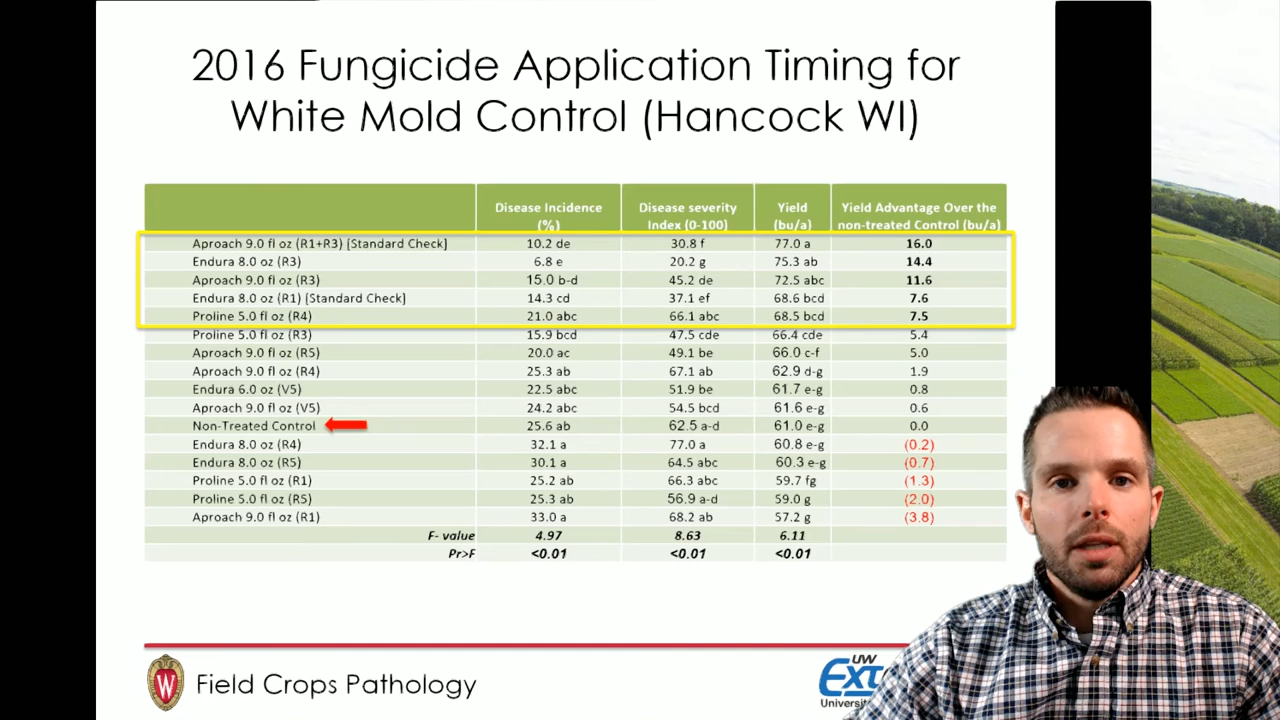 2016 Fungicide Application Timing for
White Mold Control (Hancock WI)
Disease Incidence (%) Disease severity Index (0-100) Yield (bu/a) Yield Advantage Over the non-treated Control (bu/a)
Aproach 9.0 fl oz (R1+R3) [Standard Check] 10.2 de 30.8 f 77.0 a 16.0
Endura 8.0 oz (R3) 6.8 e 20.2 g 75.3 ab 14.4
Aproach 9.0 fl oz (R3) 15.0 b-d 45.2 de 72.5 abc 11.6
Endura 8.0 oz (R1) [Standard Check] 14.3 cd 37.1 ef 68.6 bcd 7.6
Proline 5.0 fl oz (R4) 21.0 abc 66.1 abc 68.5 bcd 7.5
Proline 5.0 fl oz (R3) 15.9 bcd 47.5 cde 66.4 cde 5.4
Aproach 9.0 fl oz (R5) 20.0 ac 49.1 be 66.0 c-f 5.0
Aproach 9.0 fl oz (R4) 25.3 ab 67.1 ab 62.9 d-g 1.9
Endura 6.0 oz (V5) 22.5 abc 51.9 be 61.7 e-g 0.8
Aproach 9.0 fl oz (V5) 24.2 abc 54.5 bcd 61.6 e-g 0.6
Non-Treated Control 25.6 ab 62.5 a-d 61.0 e-g 0.0
Endura 8.0 oz (R4) 32.1 a 77.0 a 60.8 e-g (0.2)
Endura 8.0 oz (R5) 30.1 a 64.5 abc 60.3 e-g (0.7)
Proline 5.0 fl oz (R1) 25.2 ab 66.3 abc 59.7 fg (1.3)
Proline 5.0 fl oz (R5) 25.3 ab 56.9 a-d 59.0 g (2.0)
Aproach 9.0 fl oz (R1) 33.0 a 68.2 ab 57.2 g (3.8)
F- value 4.97 8.63 6.11
Pr>F <0.01 <0.01 <0.01
W
Field Crops Pathology
UW
Ext
Universi